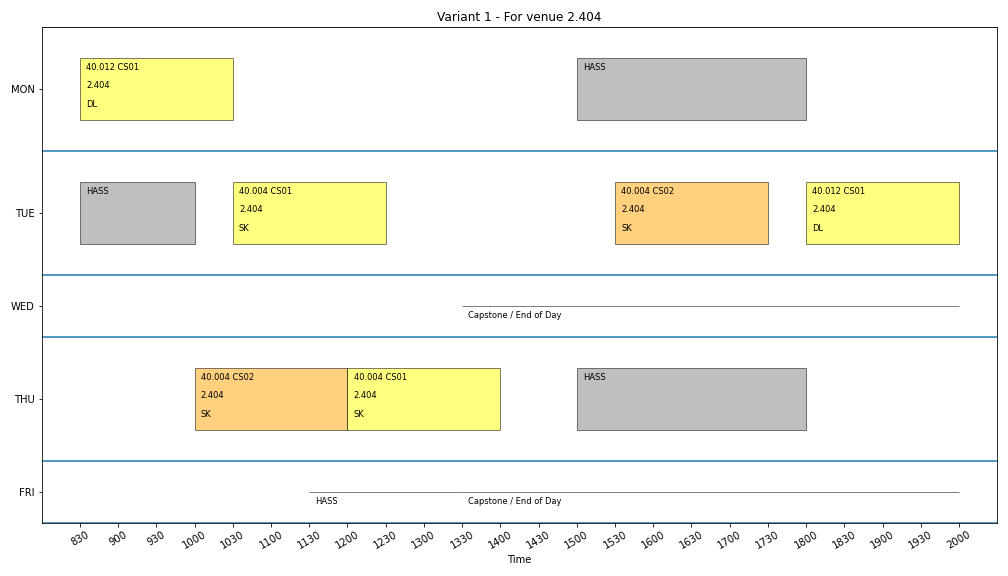 Variant 1 - For venue 2.404
MON
40.012 CS01
2.404
DL
HASS
TUE
HASS
40.004 CS01
2.404
SK
40.004 CS02
2.404
SK
40.012 CS01
2.404
DL
WED
Capstone / End of Day
THU
40.004 CS02
2.404
SK
40.004 CS01
2.404
SK
HASS
FRI
HASS
Capstone / End of Day
830 900 930 1000 1030 1100 1130 1200 1230 1300 1330 1400 1430 1500 1530 1600 1630 1700 1730 1800 1830 1900 1930 2000
Time